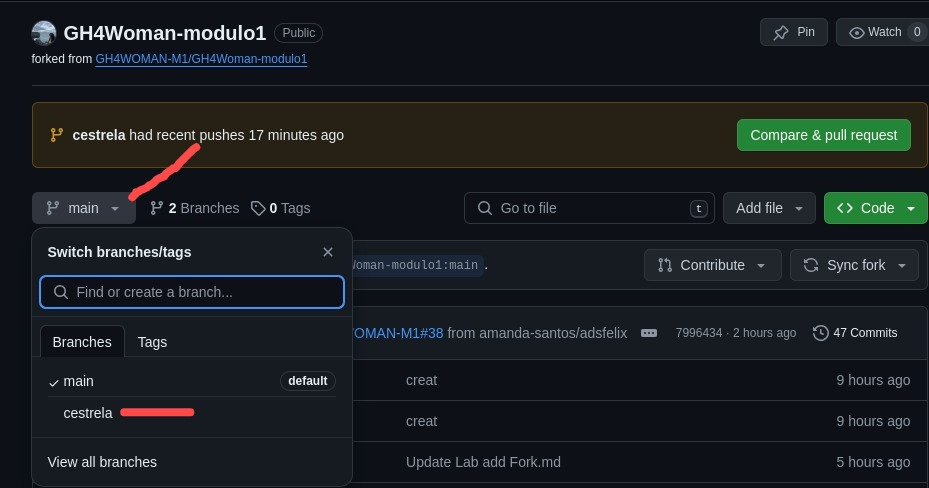 GH4Woman-modulo1 Public Pin Watch 0
forked from GH4WOMAN-M1/GH4Woman-modulo1
cestrela had recent pushes 17 minutes ago Compare & pull request
main 2 Branches 0 Tags Go to file t Add file Code
Switch branches/tags
Woman-modulo1:main. Contribute Sync fork
Find or create a branch...
OMAN-M1#38 from amanda-santos/adsfelix 7996434 · 2 hours ago 47 Commits
Branches Tags
main default creat 9 hours ago
cestrela creat 9 hours ago
View all branches Update Lab add Fork.md 5 hours ago